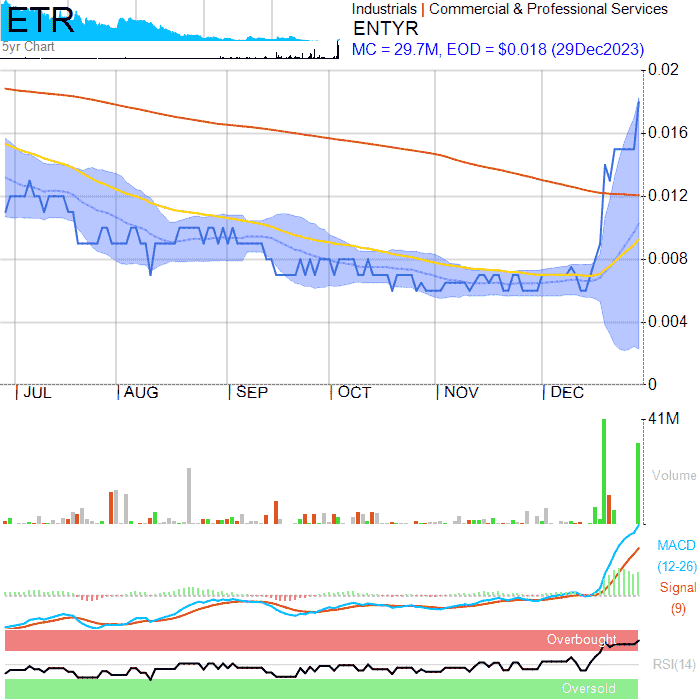 ETR
5yr Chart
Industrials | Commercial & Professional Services
ENTYR
MC = 29.7M, EOD = $0.018 (29Dec2023)
0.02
0.016
0.012
0.008
0.004
0
JUL AUG SEP OCT NOV DEC
41M
Volume
MACD
(12-26)
Signal
(9)
Overbought
RSI(14)
Oversold